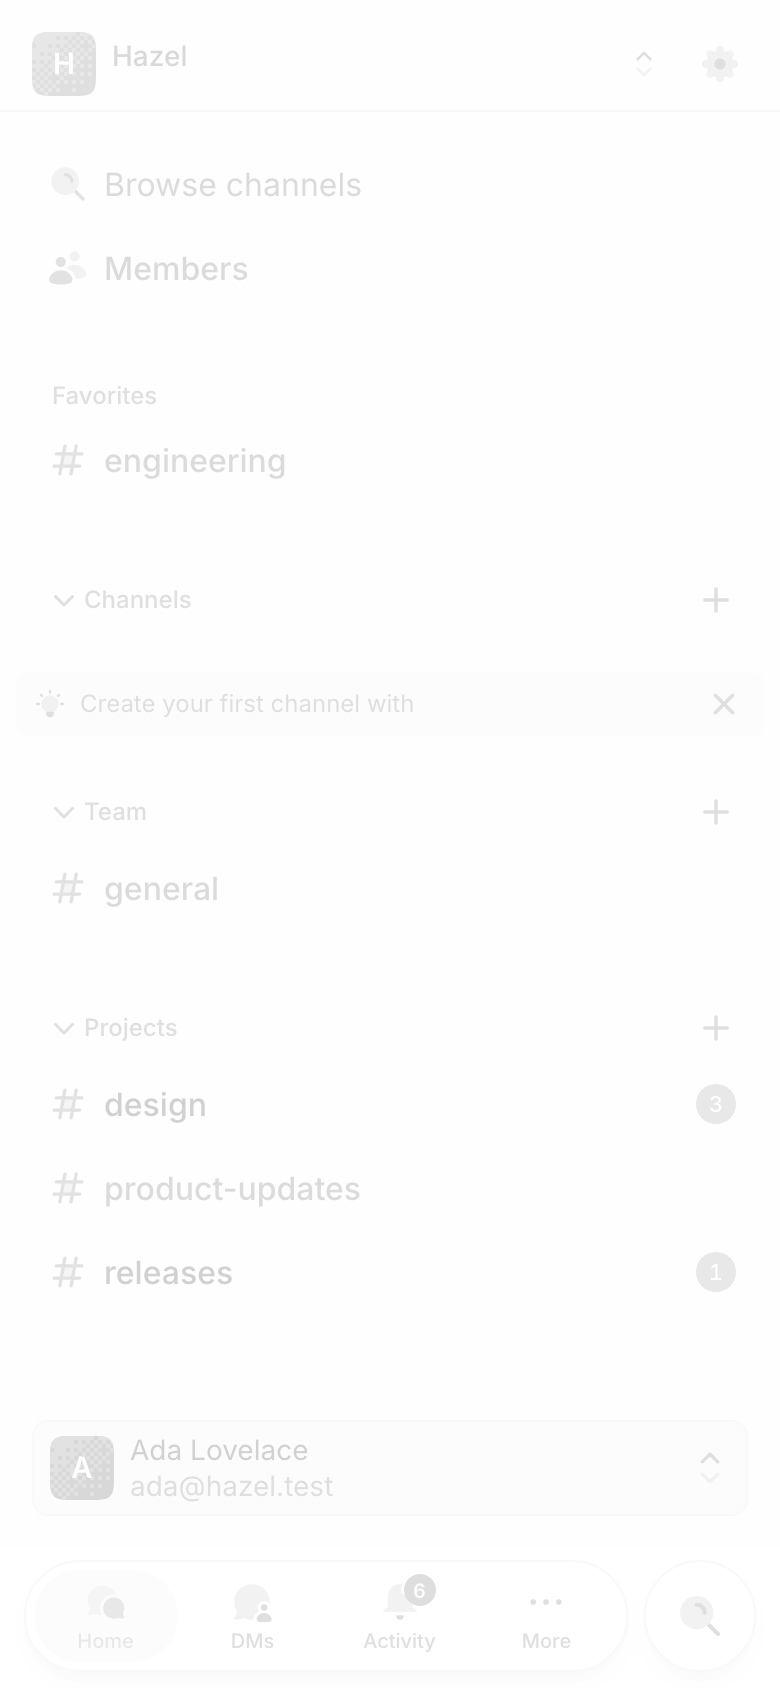 H
Hazel
Browse channels
Members
Favorites
# engineering
Channels
Create your first channel with
Team
# general
Projects
# design 3
# product-updates
# releases 1
A
Ada Lovelace
ada@hazel.test
6
Home DMs Activity More